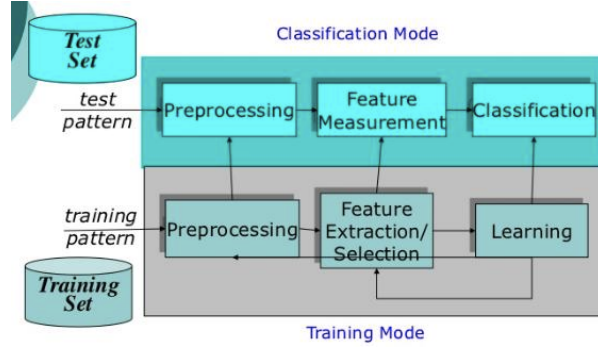 Classification Mode
Test
Set
test
pattern
Preprocessing
Feature
Measurement
Classification
training
pattern
Preprocessing
Feature
Extraction/
Selection
Learning
Training
Set
Training Mode